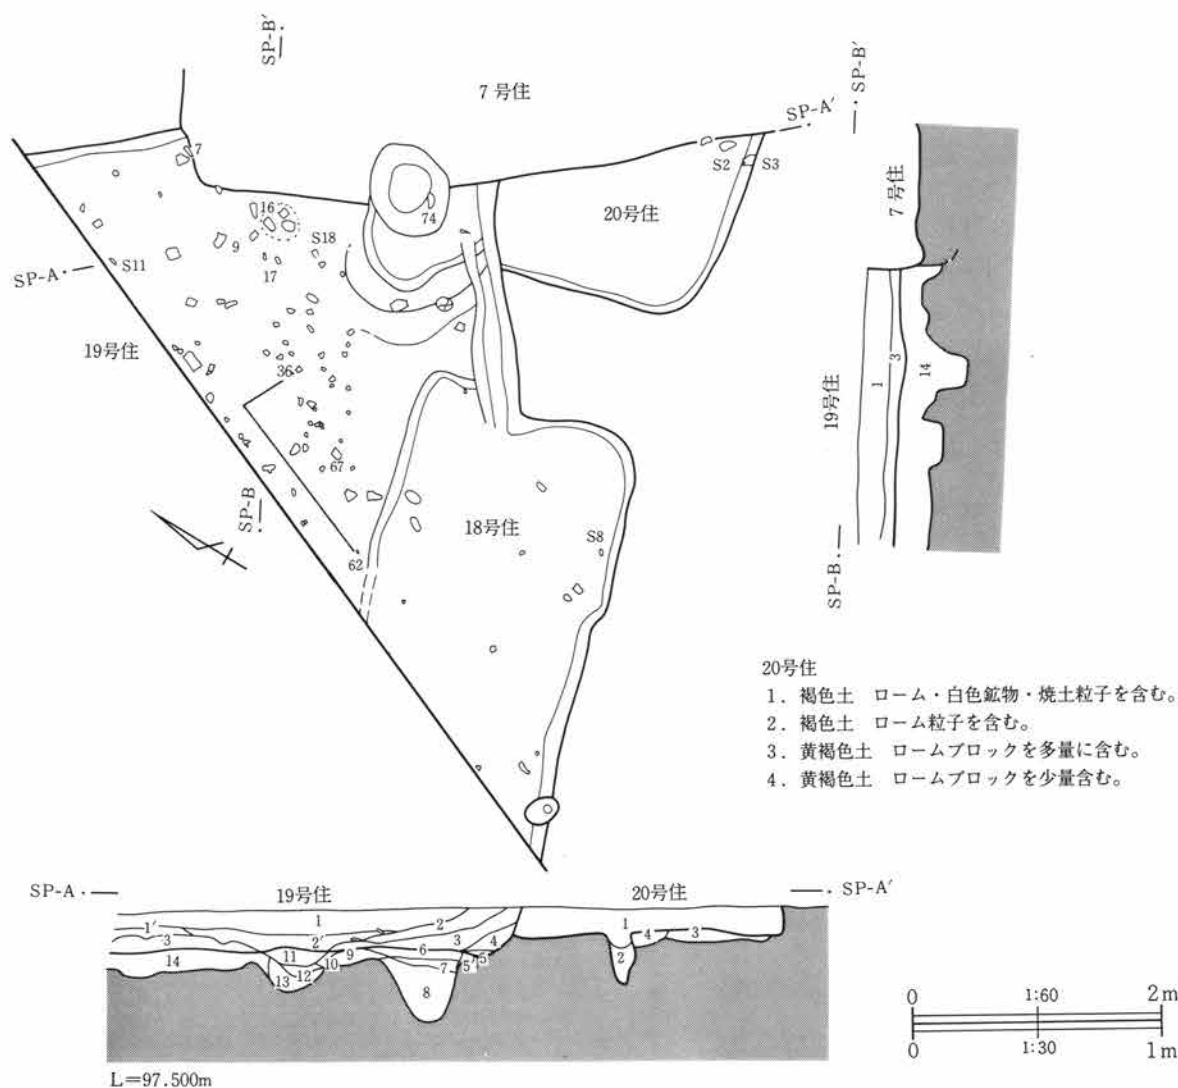 SP-B'
7号住
SP-A'
SP-B'
7
S2
S3
7号住
16
74
20号住
9
S18
S11
17
SP-A
19号住
36
3
1
14
19号住
67
SP-B
18号住
S8
62
SP-B
20号住
1. 褐色土 ローム・白色鉱物・焼土粒子を含む。
2. 褐色土 ローム粒子を含む。
3. 黄褐色土 ロームブロックを多量に含む。
4. 黄褐色土 ロームブロックを少量含む。
SP-A
19号住
20号住
SP-A'
1
2
1
1'
3
2'
3
4
4
3
14
11
9
6
5'
5
13
12
10
7
8
2
0
1:60
2m
0
1:30
1m
L=97.500m